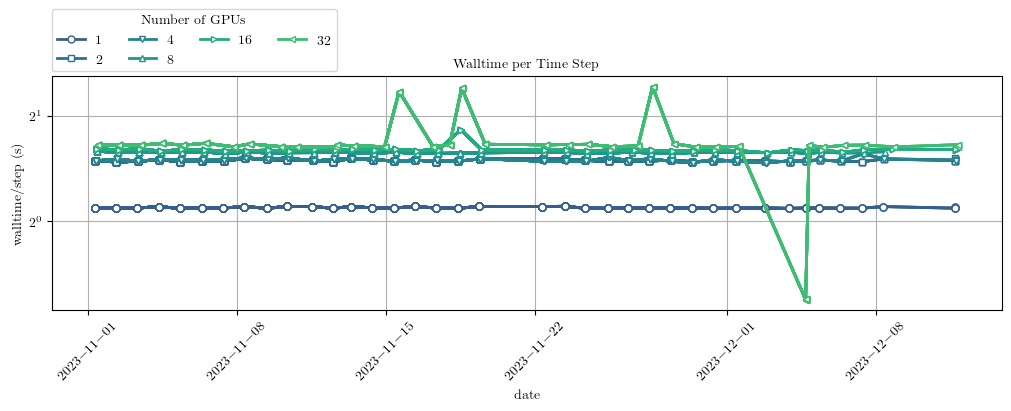 Number of GPUs
1 4 16 32
2 8
Walltime per Time Step
2^1
2^0
walltime/step (s)
2023−11−01 2023−11−08 2023−11−15 2023−11−22 2023−12−01 2023−12−08
date